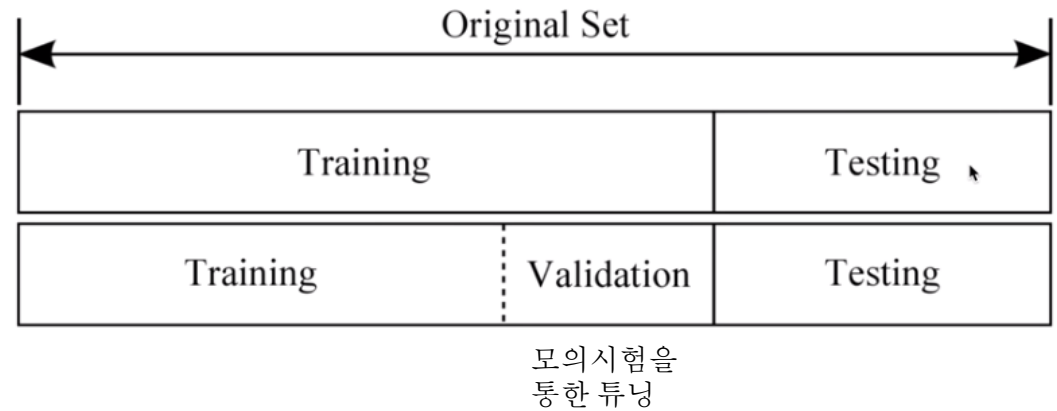 Original Set
Training Testing
Training Validation Testing
모의시험을
통한 튜닝